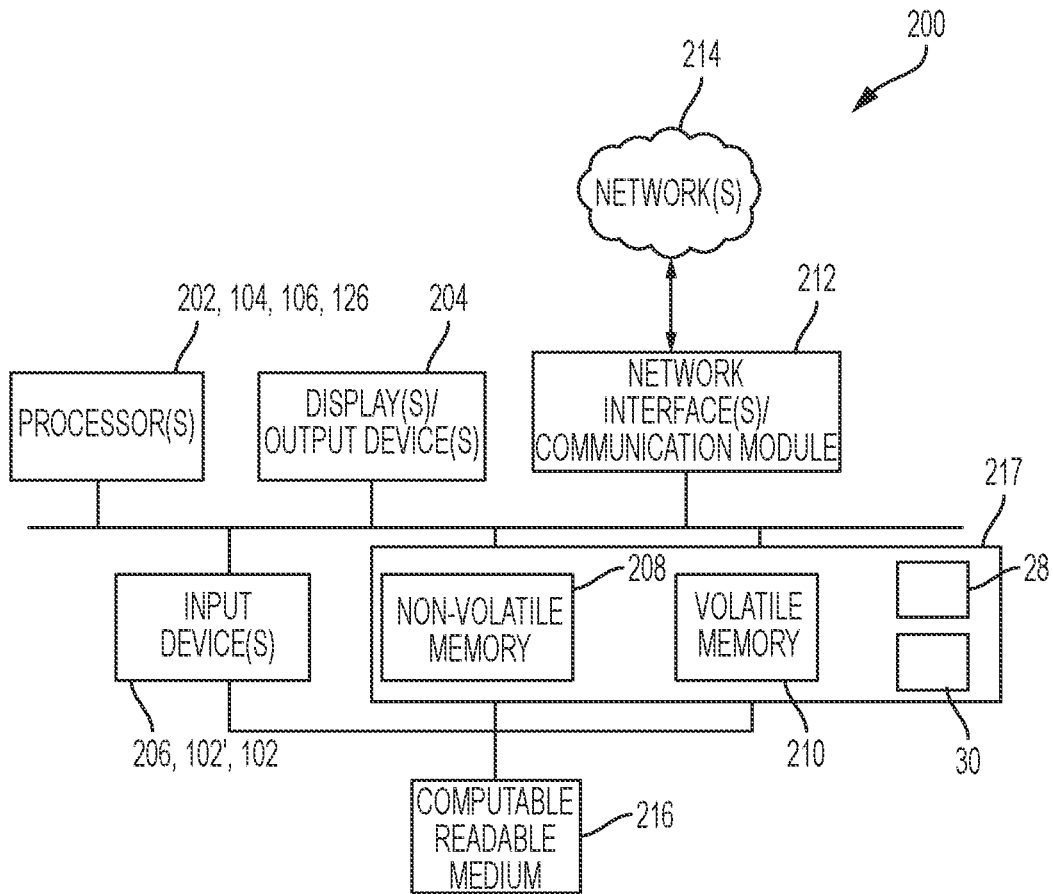 200
214
NETWORK(S)
202, 104, 106, 126
204
212
PROCESSOR(S)
DISPLAY(S)/
OUTPUT DEVICE(S)
NETWORK
INTERFACE(S)/
COMMUNICATION MODULE
217
INPUT
DEVICE(S)
NON-VOLATILE
MEMORY
208
VOLATILE
MEMORY
28
206, 102', 102
210
30
COMPUTABLE
READABLE
MEDIUM
216